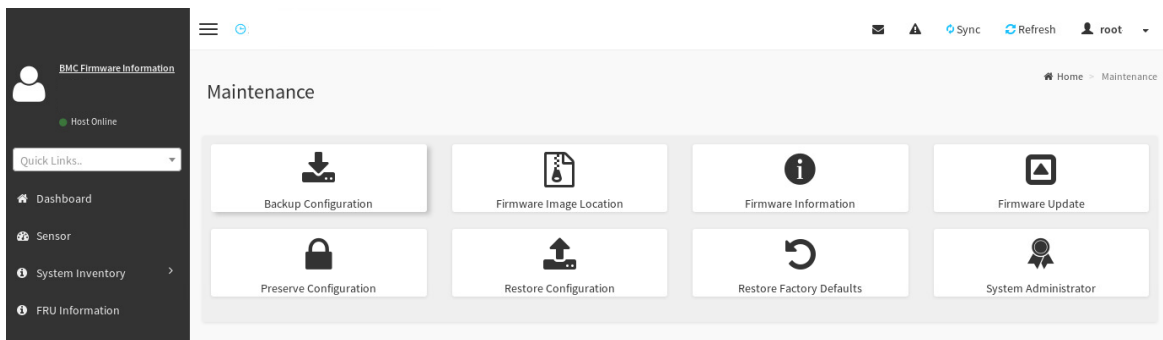 Sync
Refresh
root
BMC Firmware Information
Host Online
Quick Links..
Dashboard
Sensor
System Inventory
FRU Information
Maintenance
Home » Maintenance
Backup Configuration
Firmware Image Location
Firmware Information
Firmware Update
Preserve Configuration
Restore Configuration
Restore Factory Defaults
System Administrator